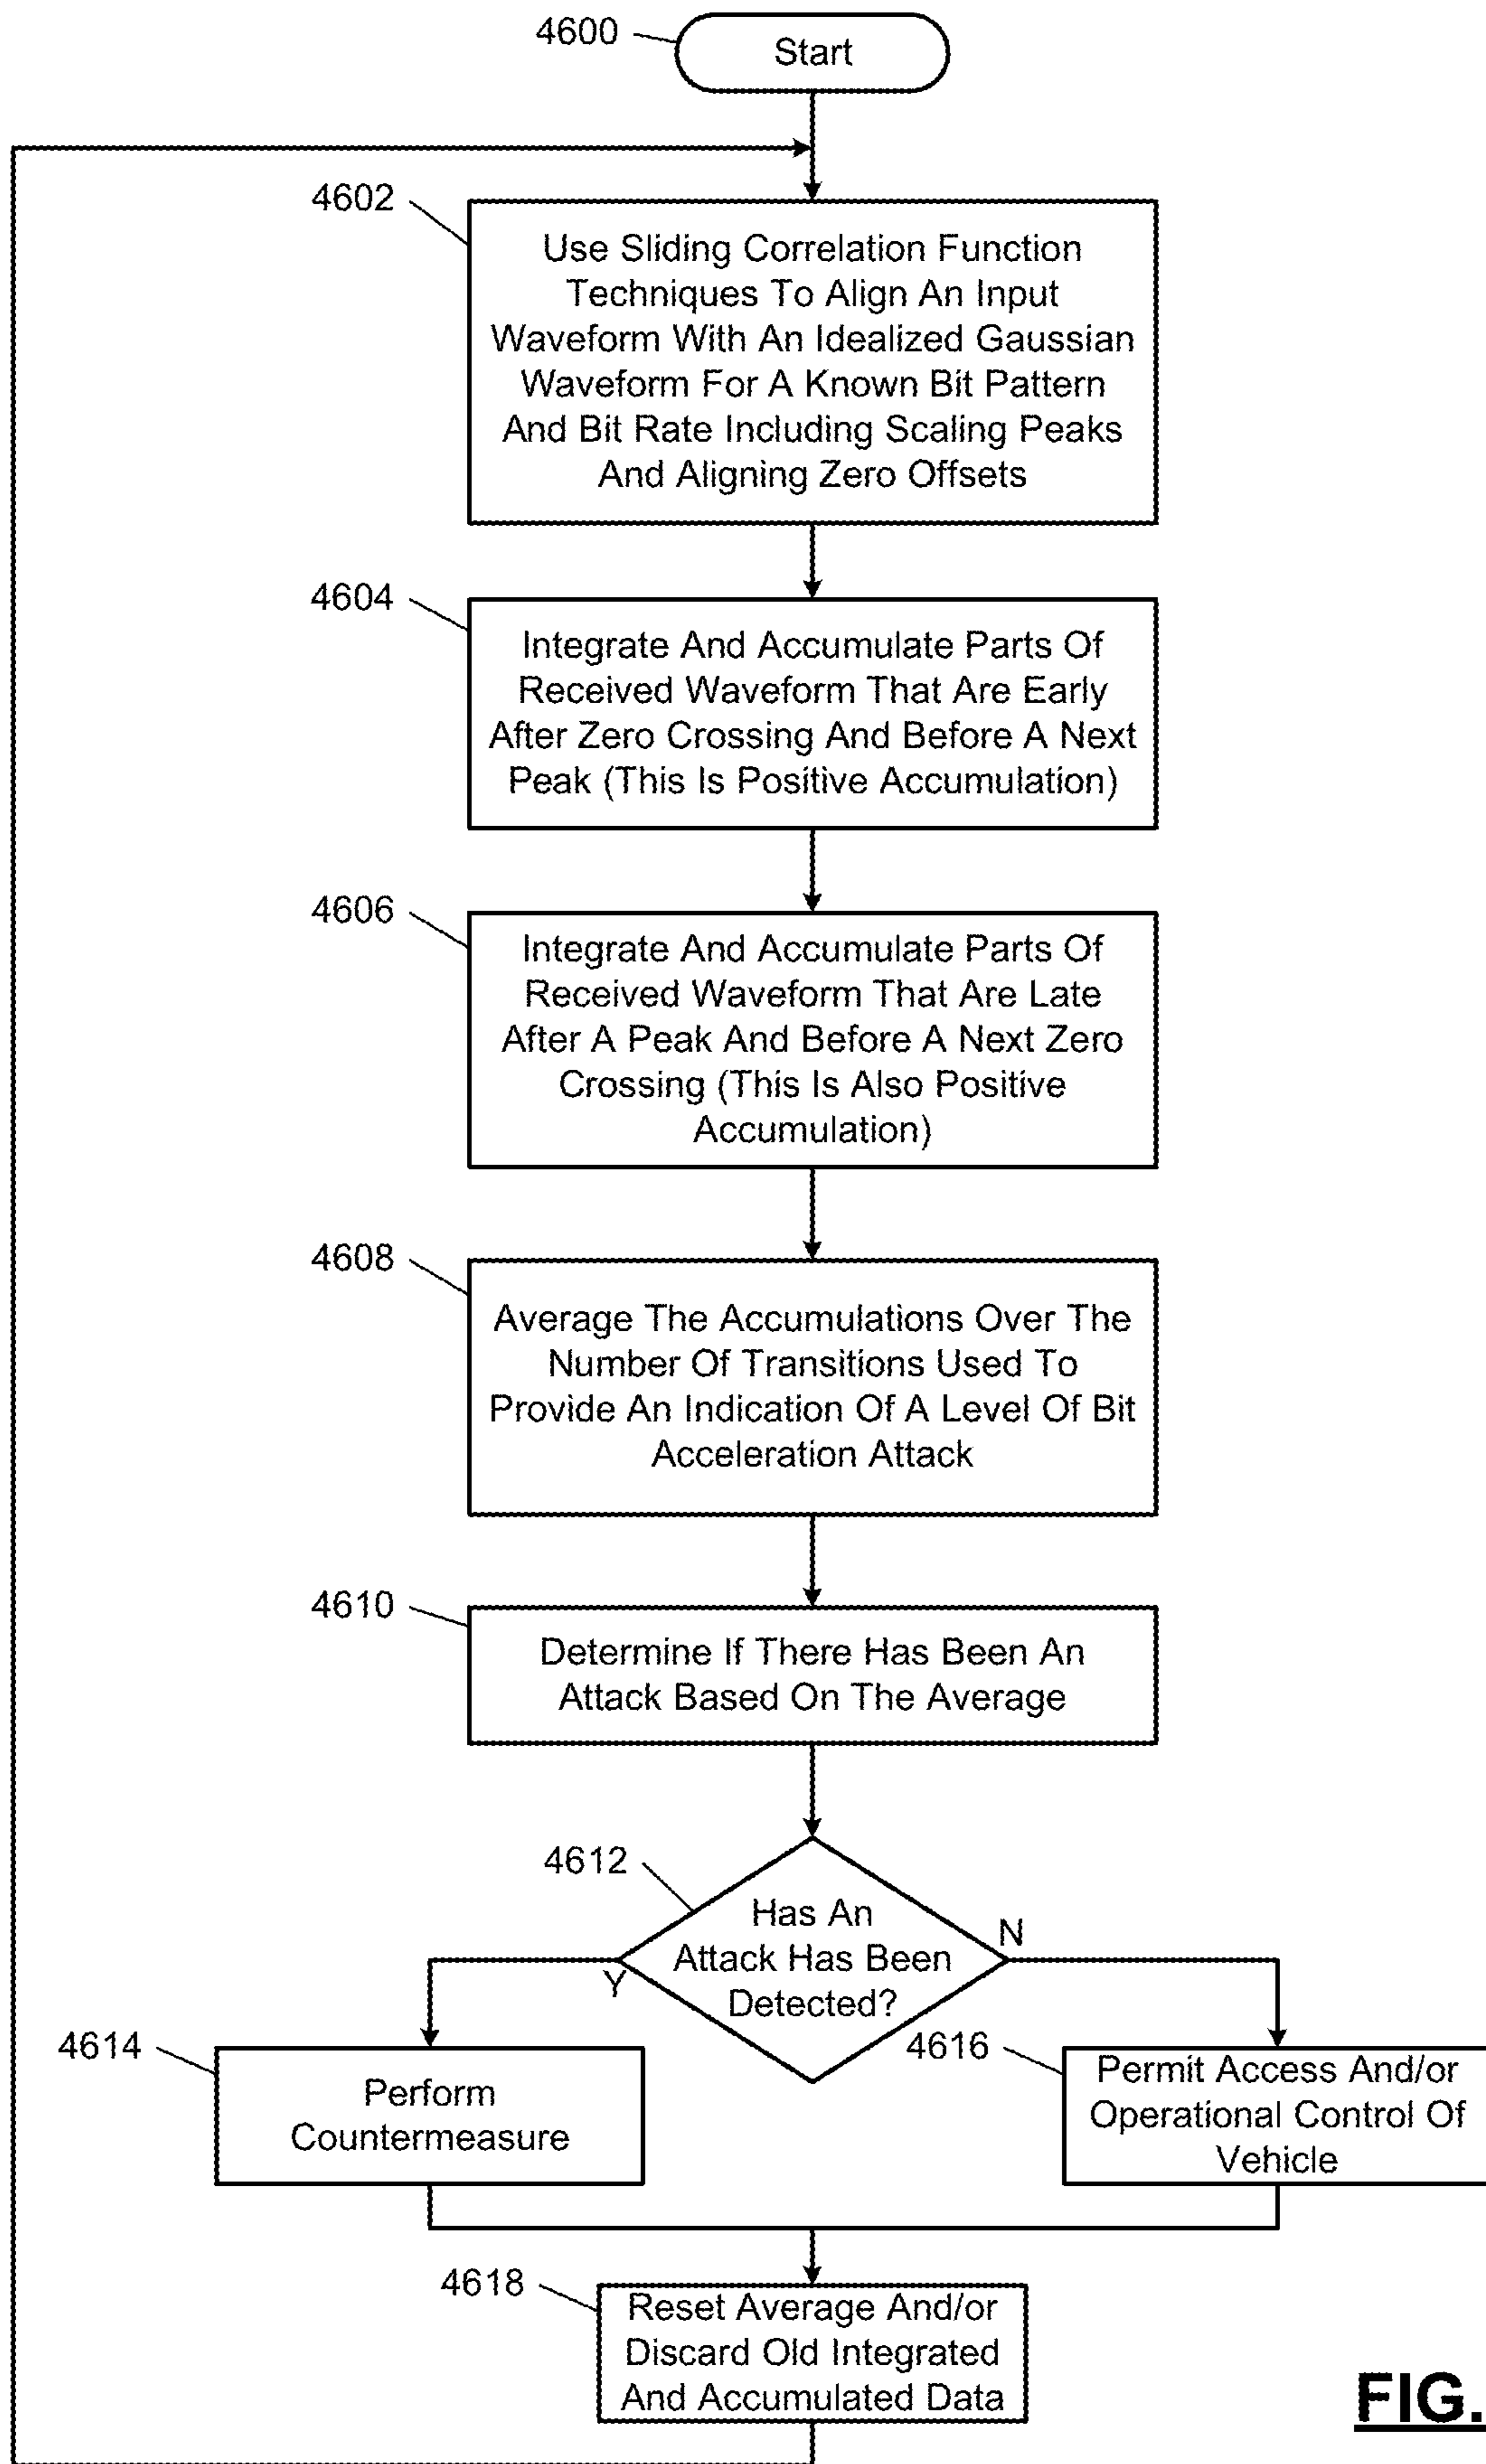 4600
Start
4602
Use Sliding Correlation Function
Techniques To Align An Input
Waveform With An Idealized Gaussian
Waveform For A Known Bit Pattern
And Bit Rate Including Scaling Peaks
And Aligning Zero Offsets
4604
Integrate And Accumulate Parts Of
Received Waveform That Are Early
After Zero Crossing And Before A Next
Peak (This Is Positive Accumulation)
4606
Integrate And Accumulate Parts Of
Received Waveform That Are Late
After A Peak And Before A Next Zero
Crossing (This Is Also Positive
Accumulation)
4608
Average The Accumulations Over The
Number Of Transitions Used To
Provide An Indication Of A Level Of Bit
Acceleration Attack
4610
Determine If There Has Been An
Attack Based On The Average
4612
Has An
Attack Has Been
Detected?
Y
N
4614
Perform
Countermeasure
4616
Permit Access And/or
Operational Control Of
Vehicle
4618
Reset Average And/or
Discard Old Integrated
And Accumulated Data
FIG.